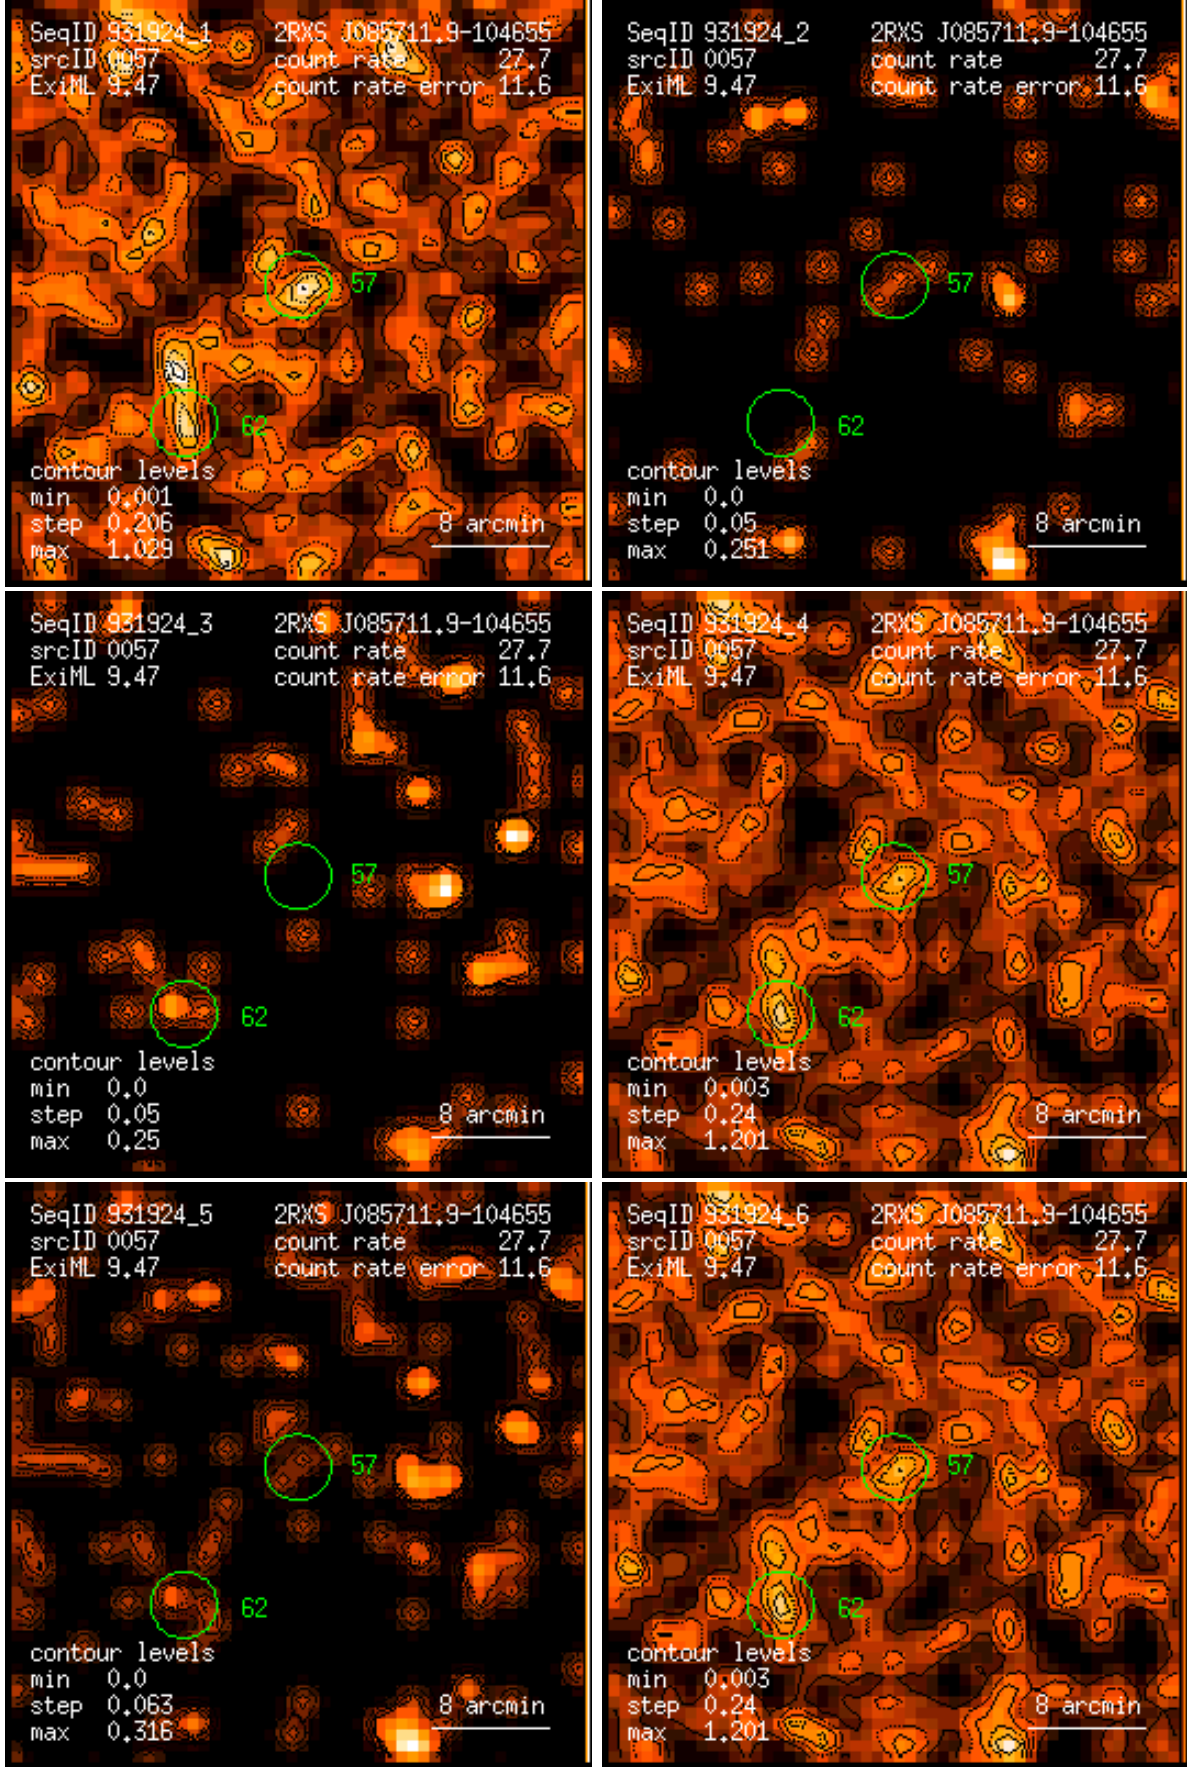 SeqID 931924_1 2RXS J085711.9-104655
srcID 0057 count rate 27.7
ExiML 9.47 count rate error 11.6
57
62
contour levels
min 0.001
step 0.206 8 arcmin
max 1.029
SeqID 931924_2 2RXS J085711.9-104655
srcID 0057 count rate 27.7
ExiML 9.47 count rate error 11.6
57
62
contour levels
min 0.0
step 0.05 8 arcmin
max 0.251
SeqID 931924_3 2RXS J085711.9-104655
srcID 0057 count rate 27.7
ExiML 9.47 count rate error 11.6
57
62
contour levels
min 0.0
step 0.05 8 arcmin
max 0.25
SeqID 931924_4 2RXS J085711.9-104655
srcID 0057 count rate 27.7
ExiML 9.47 count rate error 11.6
57
62
contour levels
min 0.003
step 0.24 8 arcmin
max 1.201
SeqID 931924_5 2RXS J085711.9-104655
srcID 0057 count rate 27.7
ExiML 9.47 count rate error 11.6
57
62
contour levels
min 0.0
step 0.063 8 arcmin
max 0.316
SeqID 931924_6 2RXS J085711.9-104655
srcID 0057 count rate 27.7
ExiML 9.47 count rate error 11.6
57
62
contour levels
min 0.003
step 0.24 8 arcmin
max 1.201